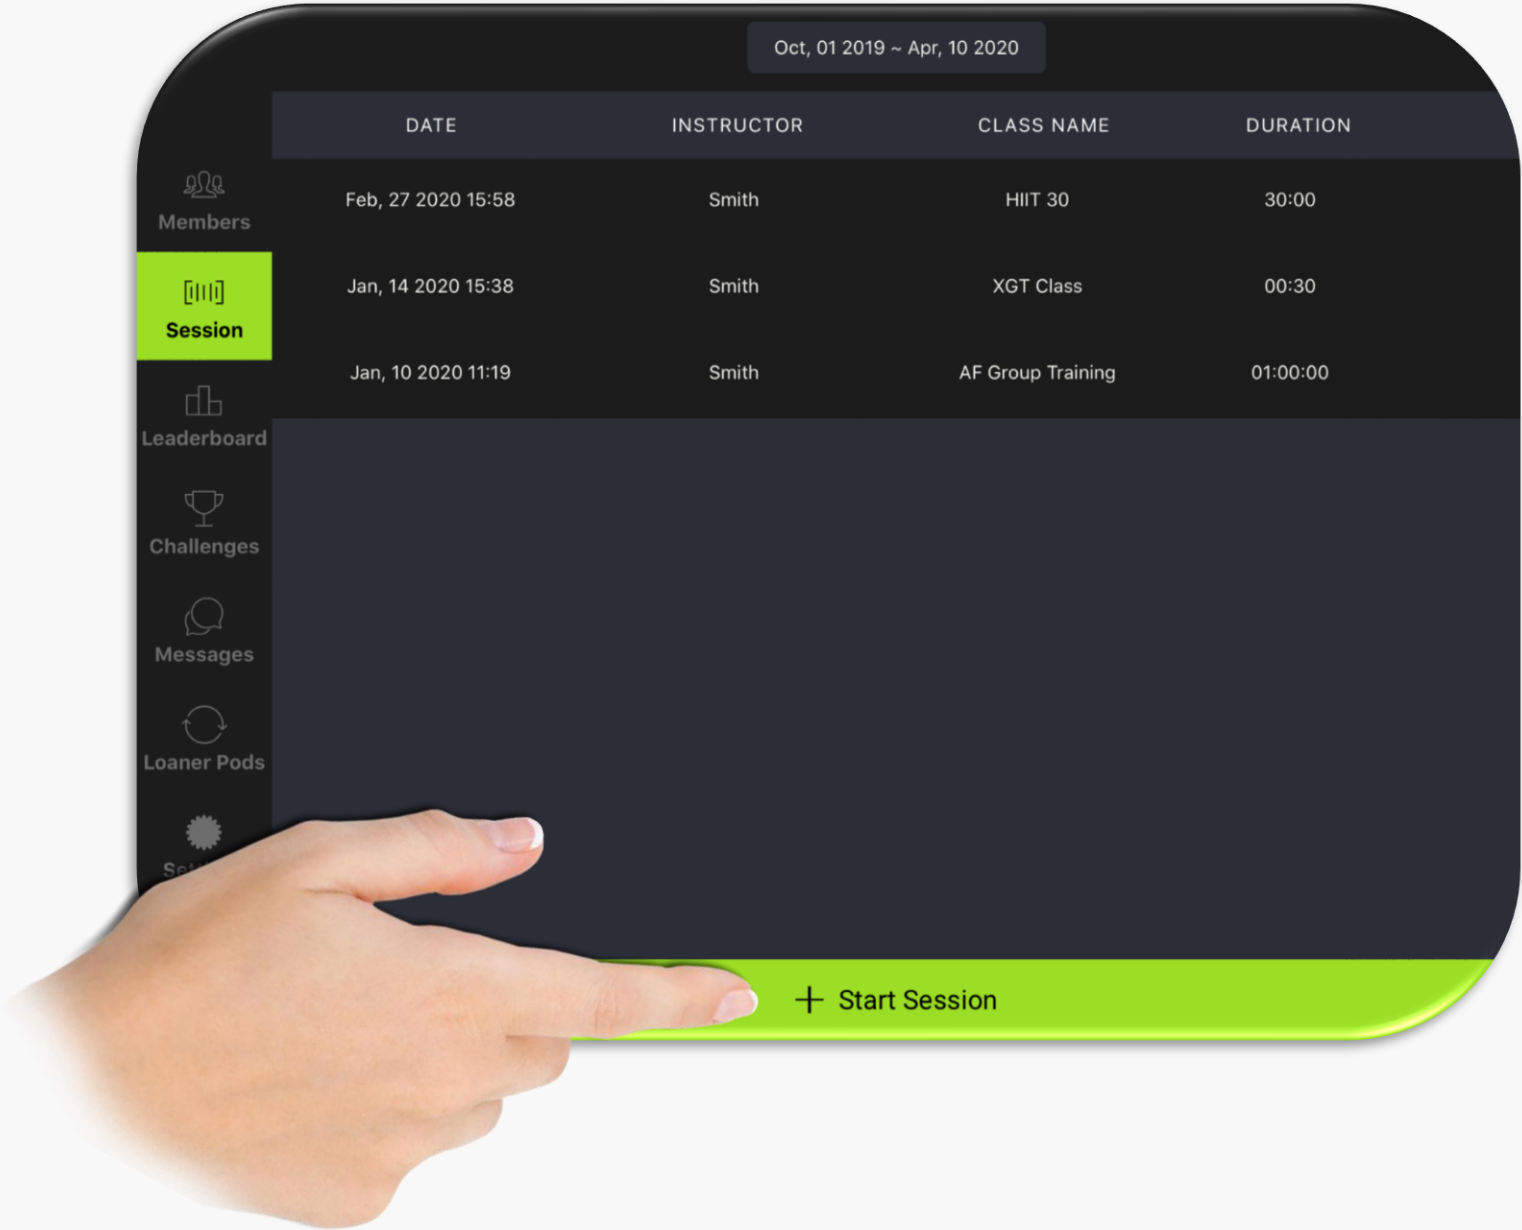 Oct, 01 2019 ~ Apr, 10 2020
DATE INSTRUCTOR CLASS NAME DURATION
Feb, 27 2020 15:58 Smith HIIT 30 30:00
Jan, 14 2020 15:38 Smith XGT Class 00:30
Jan, 10 2020 11:19 Smith AF Group Training 01:00:00
Members
Session
Leaderboard
Challenges
Messages
Loaner Pods
+ Start Session